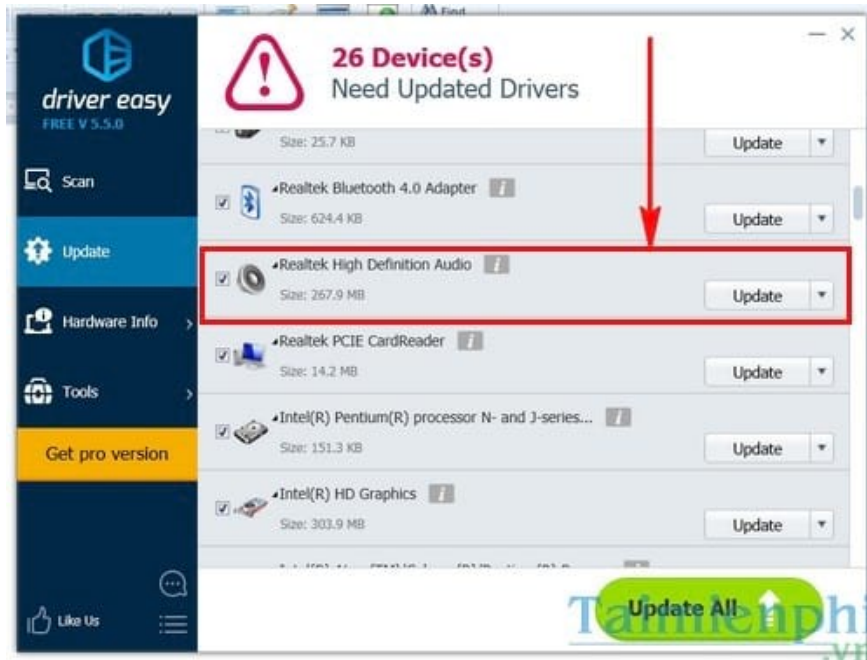 Find
driver easy
FREE V 5.5.0
26 Device(s)
Need Updated Drivers
Scan
Update
Hardware Info
Tools
Get pro version
Like Us
Size: 25.7 KB
Update
Realtek Bluetooth 4.0 Adapter
Size: 624.4 KB
Update
Realtek High Definition Audio
Size: 267.9 MB
Update
Realtek PCIE CardReader
Size: 14.2 MB
Update
Intel(R) Pentium(R) processor N- and J-series...
Size: 151.3 KB
Update
Intel(R) HD Graphics
Size: 303.9 MB
Update
Update All
Taimienphi
.vn